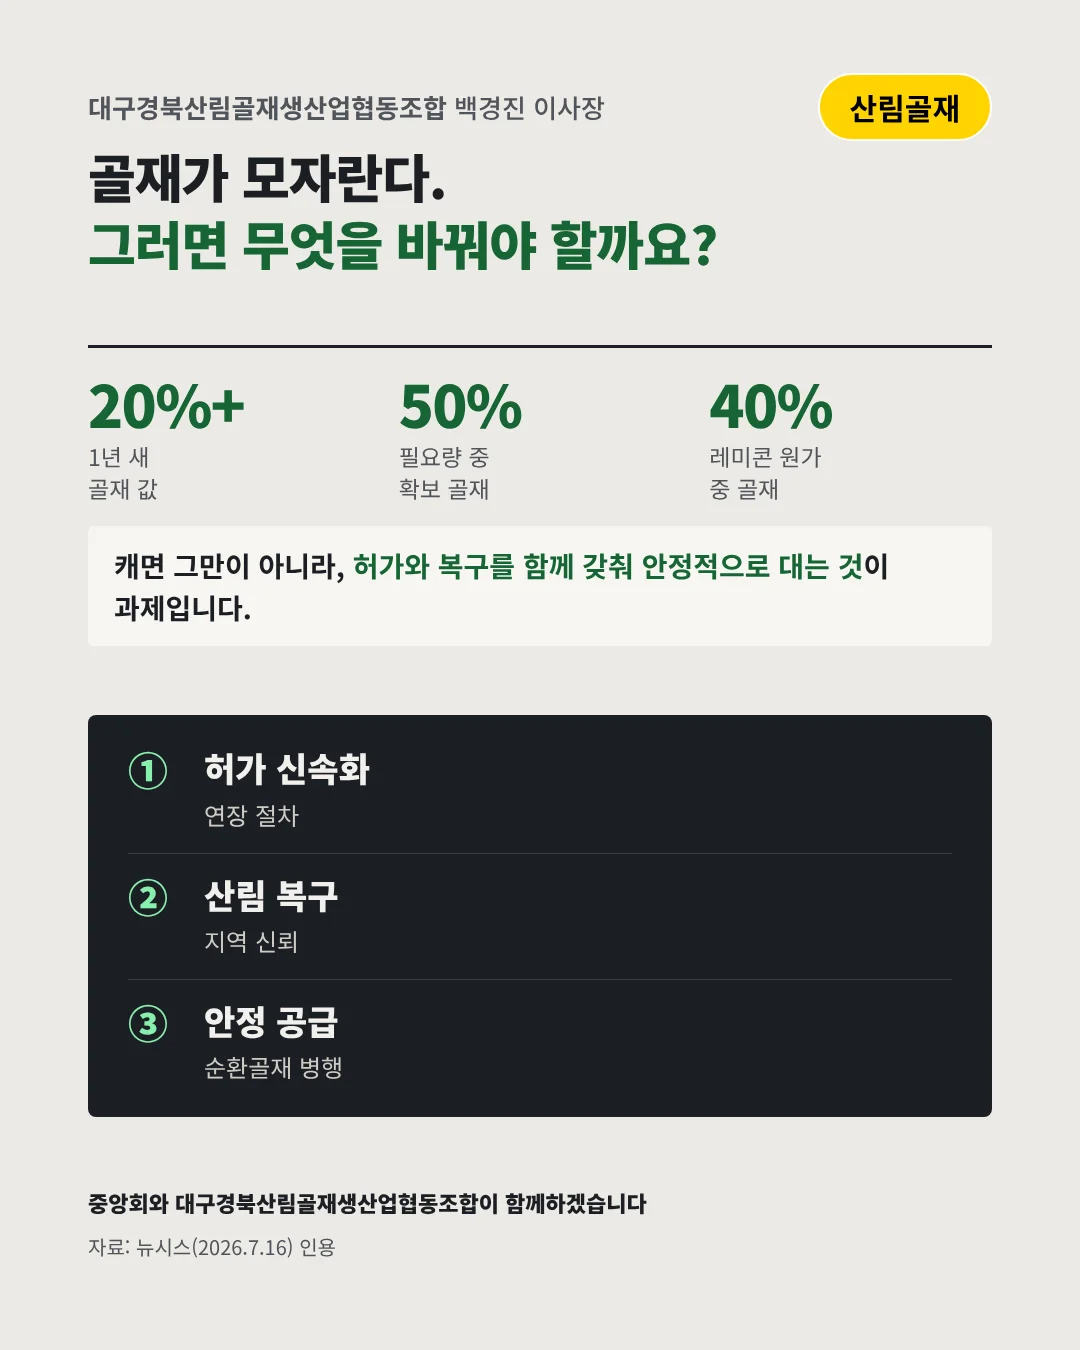 대구경북산림골재생산업협동조합 백경진 이사장
산림골재
골재가 모자란다.
그러면 무엇을 바꿔야 할까요?
20%+
1년 새
골재 값
50%
필요량 중
확보 골재
40%
레미콘 원가
중 골재
캐면 그만이 아니라, 허가와 복구를 함께 갖춰 안정적으로 대는 것이
과제입니다.
① 허가 신속화
연장 절차
② 산림 복구
지역 신뢰
③ 안정 공급
순환골재 병행
중앙회와 대구경북산림골재생산업협동조합이 함께하겠습니다
자료: 뉴시스(2026.7.16) 인용